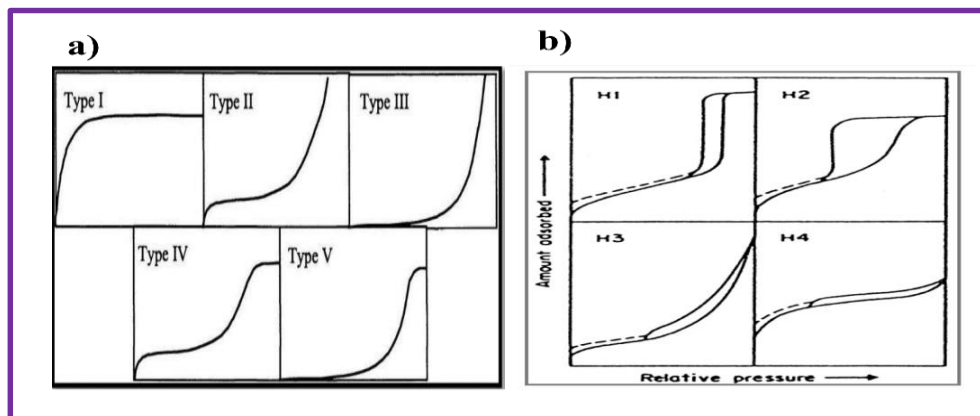 a)
Type I
Type II
Type III
Type IV
Type V
b)
H1
H2
H3
H4
Amount adsorbed
Relative pressure